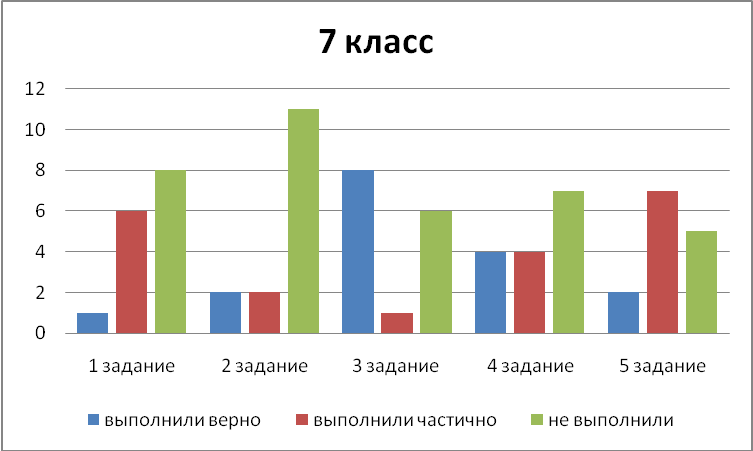 7 класс
12
10
8
6
4
2
0
1 задание 2 задание 3 задание 4 задание 5 задание
выполнили верно выполнили частично не выполнили